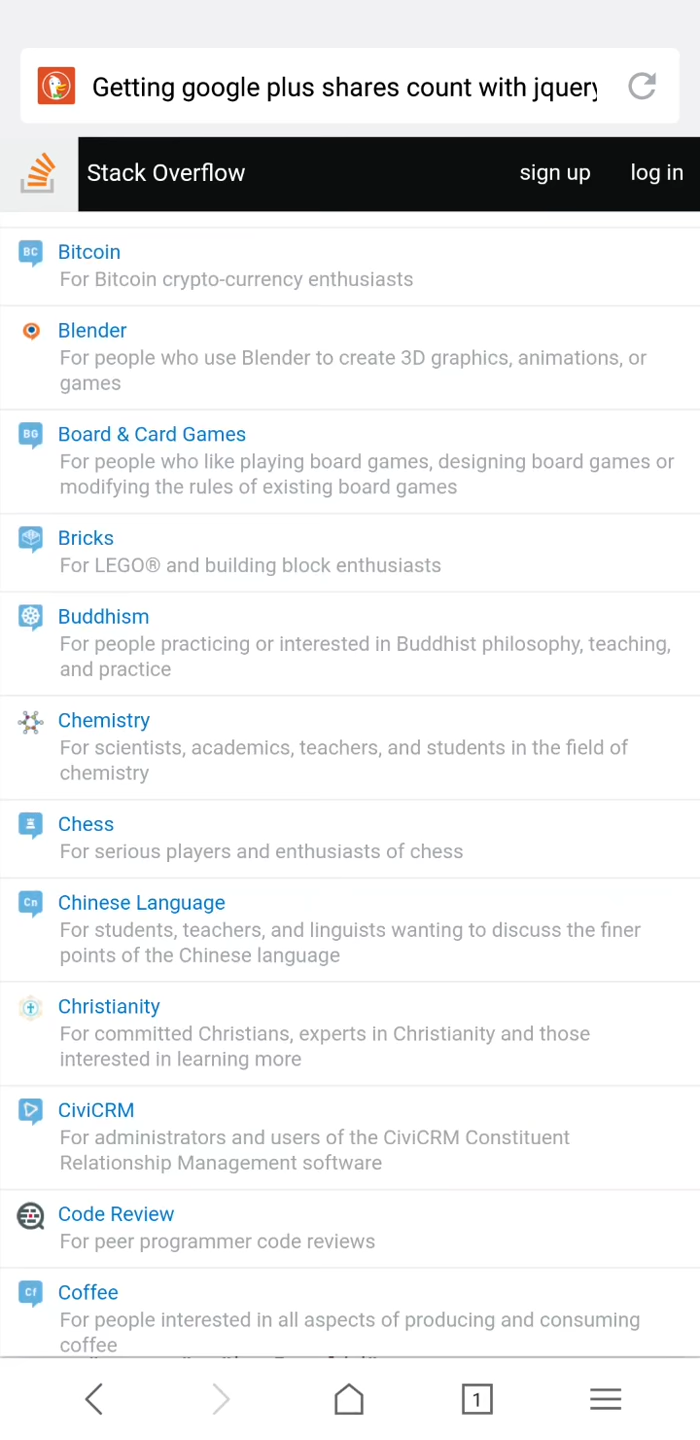 Getting google plus shares count with jquery
Stack Overflow
sign up
log in
BC
Bitcoin
For Bitcoin crypto-currency enthusiasts
Blender
For people who use Blender to create 3D graphics, animations, or
games
BG
Board & Card Games
For people who like playing board games, designing board games or
modifying the rules of existing board games
Bricks
For LEGO® and building block enthusiasts
Buddhism
For people practicing or interested in Buddhist philosophy, teaching,
and practice
Chemistry
For scientists, academics, teachers, and students in the field of
chemistry
Chess
For serious players and enthusiasts of chess
Cn
Chinese Language
For students, teachers, and linguists wanting to discuss the finer
points of the Chinese language
Christianity
For committed Christians, experts in Christianity and those
interested in learning more
CiviCRM
For administrators and users of the CiviCRM Constituent
Relationship Management software
Code Review
For peer programmer code reviews
Cf
Coffee
For people interested in all aspects of producing and consuming
coffee
1